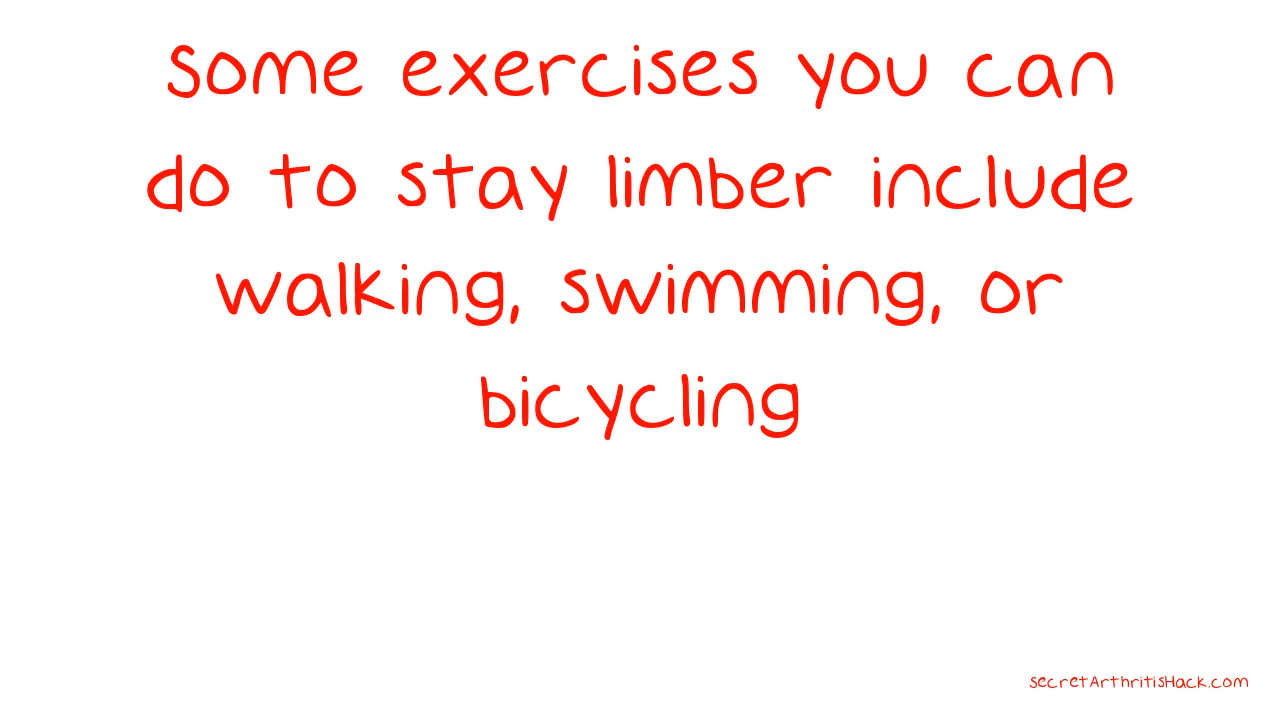 Some exercises you can
do to stay limber include
walking, swimming, or
bicycling
secretArthritisHack.com